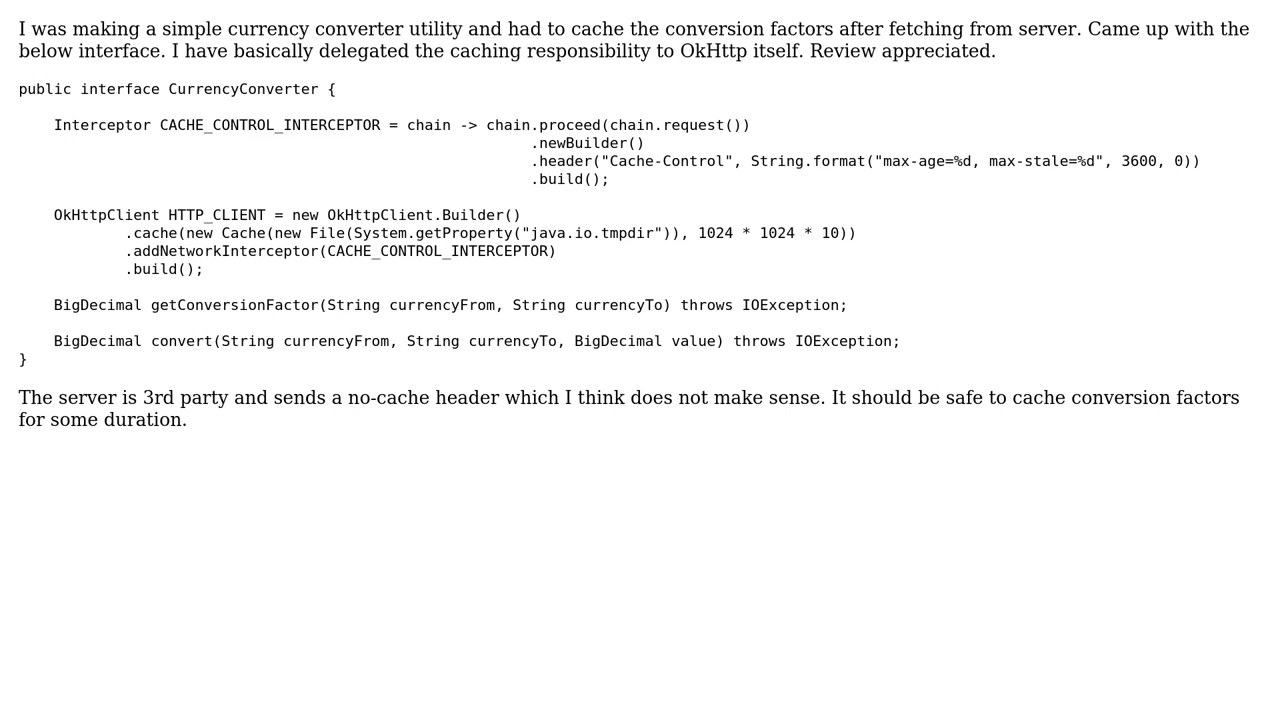 I was making a simple currency converter utility and had to cache the conversion factors after fetching from server. Came up with the
below interface. I have basically delegated the caching responsibility to OkHttp itself. Review appreciated.
public interface CurrencyConverter {
    Interceptor CACHE_CONTROL_INTERCEPTOR = chain -> chain.proceed(chain.request())
                                                          .newBuilder()
                                                          .header("Cache-Control", String.format("max-age=%d, max-stale=%d", 3600, 0))
                                                          .build();
    OkHttpClient HTTP_CLIENT = new OkHttpClient.Builder()
            .cache(new Cache(new File(System.getProperty("java.io.tmpdir")), 1024 * 1024 * 10))
            .addNetworkInterceptor(CACHE_CONTROL_INTERCEPTOR)
            .build();
    BigDecimal getConversionFactor(String currencyFrom, String currencyTo) throws IOException;
    BigDecimal convert(String currencyFrom, String currencyTo, BigDecimal value) throws IOException;
}
The server is 3rd party and sends a no-cache header which I think does not make sense. It should be safe to cache conversion factors
for some duration.